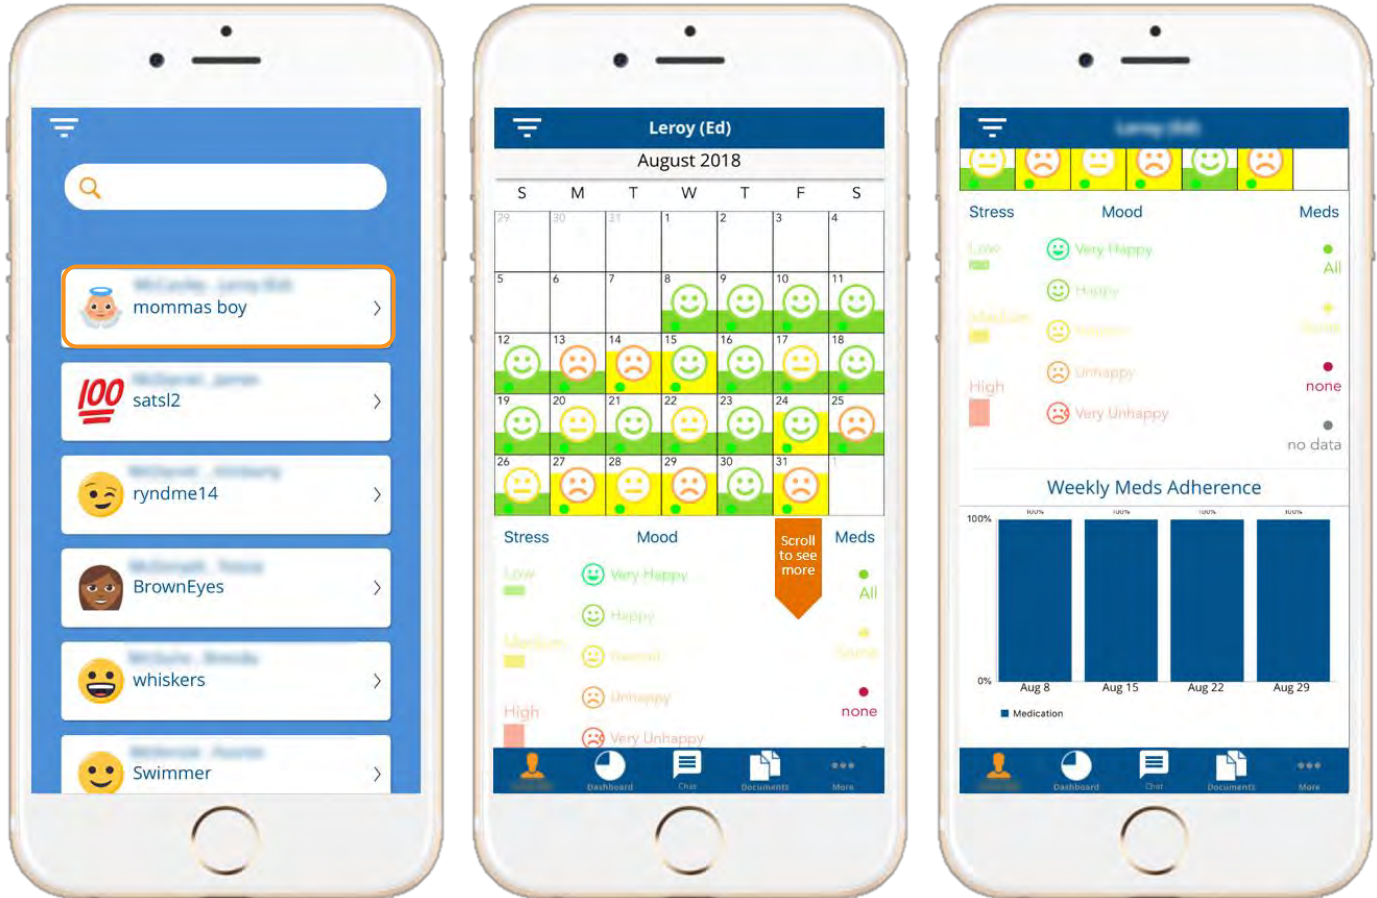 mommas boy
satsl2
ryndme14
BrownEyes
whiskers
Swimmer
Leroy (Ed)
August 2018
S M T W T F S
29 30 31 1 2 3 4
5 6 7 8 9 10 11
12 13 14 15 16 17 18
19 20 21 22 23 24 25
26 27 28 29 30 31 1
Stress Mood Meds
Scroll
to see
more
Low
Very Happy
All
Happy
Medium
Neutral
Some
Unhappy
none
High
Very Unhappy
Dashboard Chat Documents More
Stress Mood Meds
Low
Very Happy
All
Happy
Medium
Some
Unhappy
none
High
Very Unhappy
no data
Weekly Meds Adherence
100% 100% 100% 100%
100%
0%
Aug 8 Aug 15 Aug 22 Aug 29
Medication
Dashboard Chat Documents More